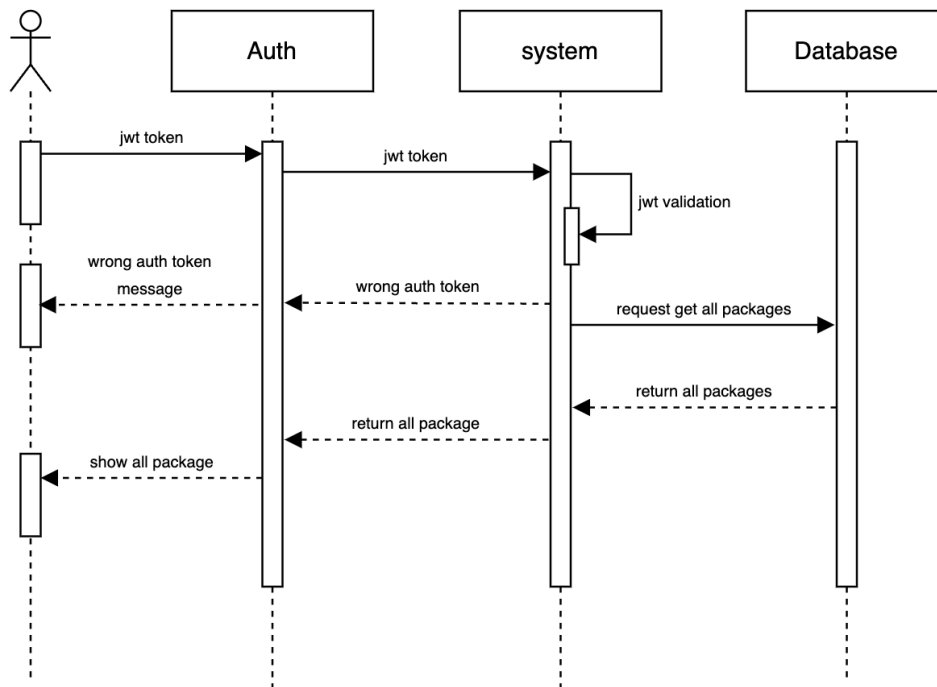 Auth
system
Database
jwt token
jwt token
jwt validation
wrong auth token
message
wrong auth token
request get all packages
return all packages
return all package
show all package